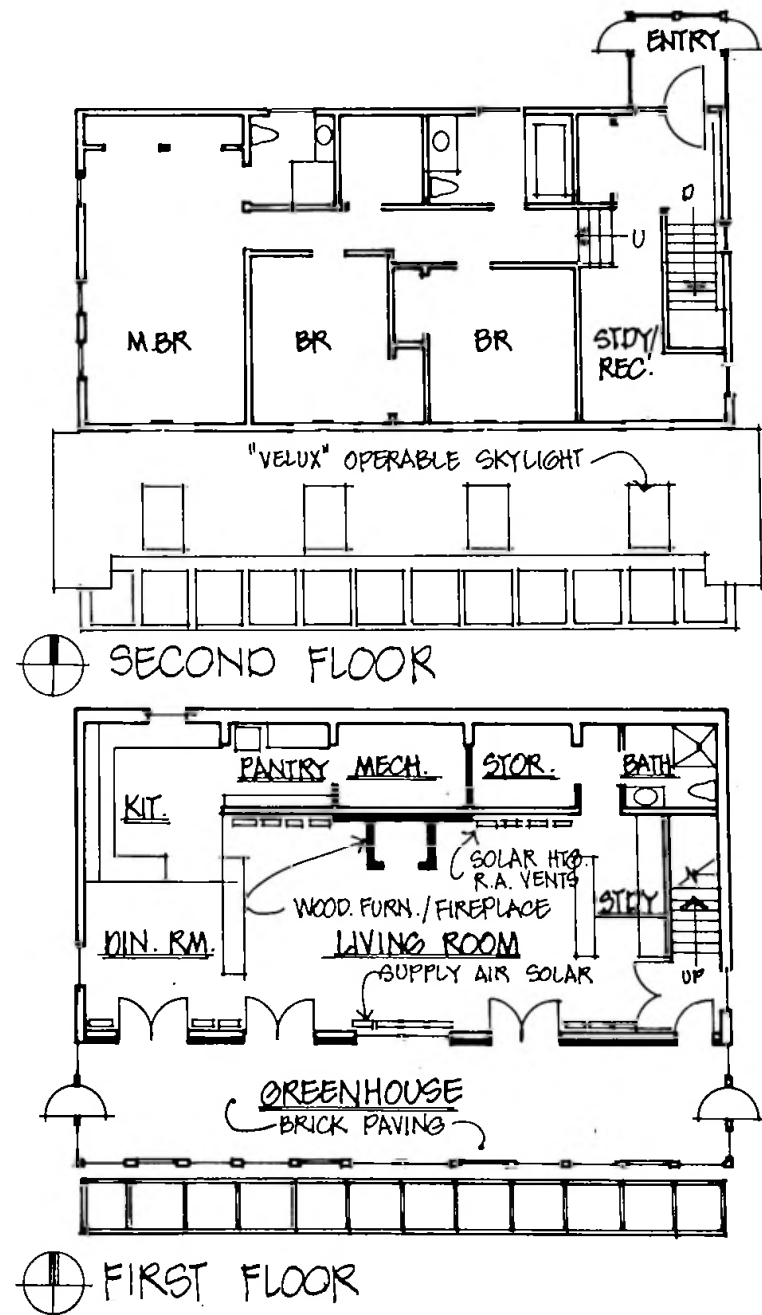 ENTRY
D
U
M.BR
BR
BR
STDY/
REC.
"VELUX" OPERABLE SKYLIGHT
SECOND FLOOR
PANTRY
MECH.
STOR.
BATH
KIT.
SOLAR HTG.
R.A. VENTS
WOOD. FURN./FIREPLACE
STDY
DIN. RM.
LIVING ROOM
SUPPLY AIR SOLAR
UP
GREENHOUSE
BRICK PAVING
FIRST FLOOR